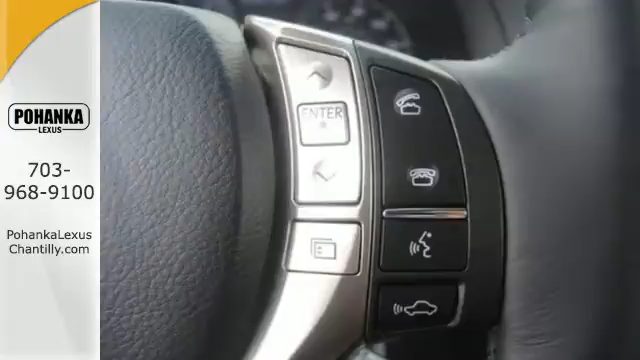 POHANKA
LEXUS
703-
968-9100
PohankaLexus
Chantilly.com
ENTER